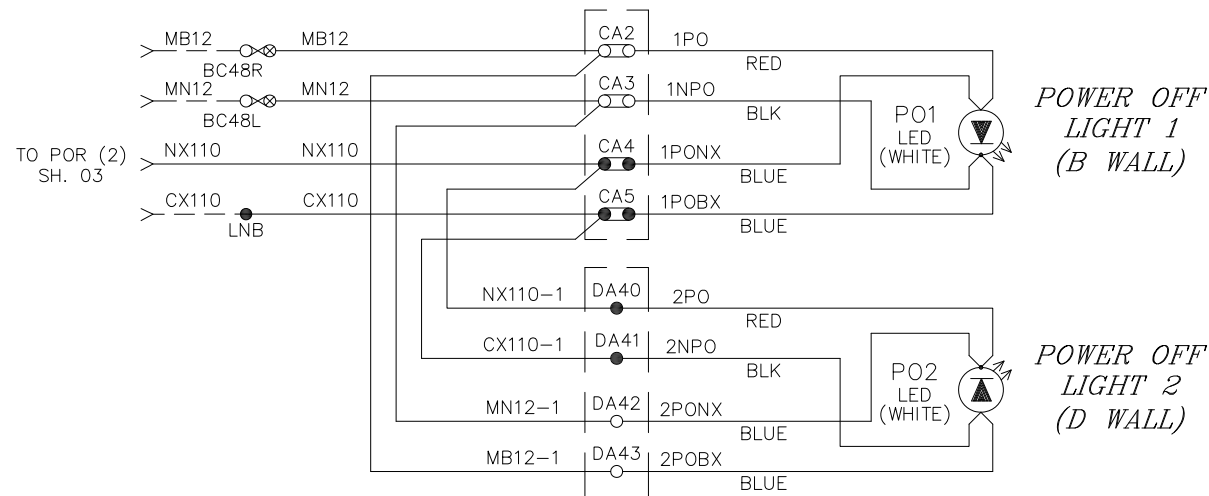 MB12 MB12 CA2 1PO
RED
BC48R
MN12 MN12 CA3 1NPO
BLK
BC48L
TO POR (2)
SH. 03
NX110 NX110 CA4 1PONX
BLUE
CX110 CX110 CA5 1POBX
BLUE
LNB
PO1
LED
(WHITE)
POWER OFF
LIGHT 1
(B WALL)
NX110-1 DA40 2PO
RED
CX110-1 DA41 2NPO
BLK
MN12-1 DA42 2PONX
BLUE
MB12-1 DA43 2POBX
BLUE
PO2
LED
(WHITE)
POWER OFF
LIGHT 2
(D WALL)